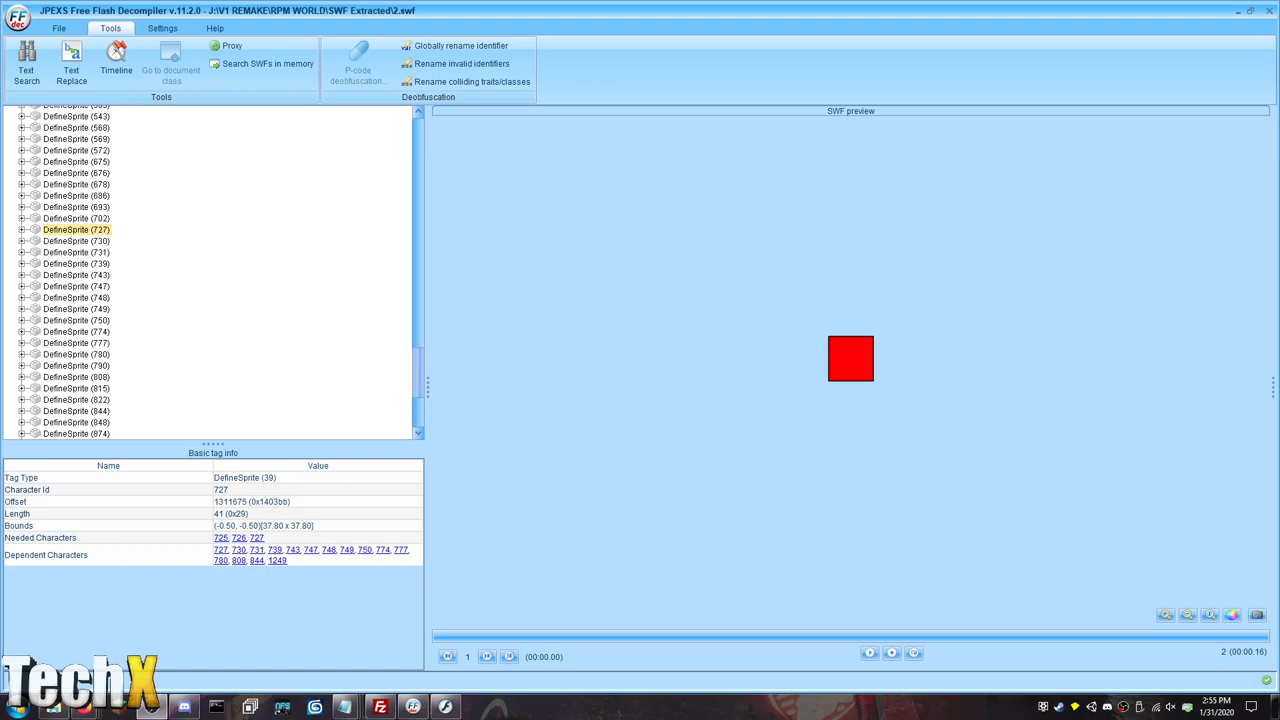 JPEXS Free Flash Decompiler v.11.2.0 - J:\V1 REMAKE\RPM WORLD\SWF Extracted\2.swf
File Tools Settings Help
Text Search
Text Replace
Timeline
Go to document class
Proxy
Search SWFs in memory
Tools
P-code deobfuscation...
Globally rename identifier
Rename invalid identifiers
Rename colliding traits/classes
Deobfuscation
DefineSprite (543)
DefineSprite (568)
DefineSprite (569)
DefineSprite (572)
DefineSprite (675)
DefineSprite (676)
DefineSprite (678)
DefineSprite (686)
DefineSprite (693)
DefineSprite (702)
DefineSprite (727)
DefineSprite (730)
DefineSprite (731)
DefineSprite (739)
DefineSprite (743)
DefineSprite (747)
DefineSprite (748)
DefineSprite (749)
DefineSprite (750)
DefineSprite (774)
DefineSprite (777)
DefineSprite (780)
DefineSprite (790)
DefineSprite (808)
DefineSprite (815)
DefineSprite (822)
DefineSprite (844)
DefineSprite (848)
DefineSprite (874)
Basic tag info
Name Value
Tag Type DefineSprite (39)
Character Id 727
Offset 1311675 (0x1403bb)
Length 41 (0x29)
Bounds (-0.50, -0.50)[37.80 x 37.80]
Needed Characters 725, 726, 727
Dependent Characters 727, 730, 731, 739, 743, 747, 748, 749, 750, 774, 777,
780, 808, 844, 1249
SWF preview
1 (00:00.00)
2 (00:00.16)
TechX
2:55 PM
1/31/2020